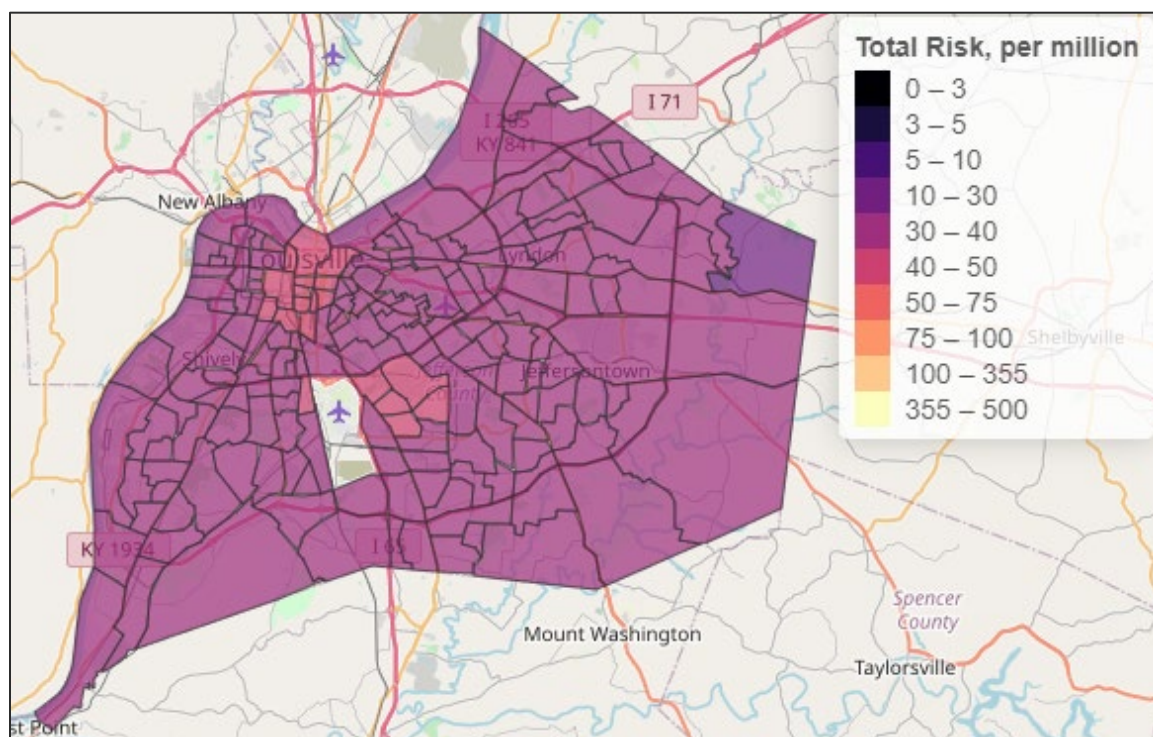 Total Risk, per million
0 – 3
3 – 5
5 – 10
10 – 30
30 – 40
40 – 50
50 – 75
75 – 100
100 – 355
355 – 500
I 71
I 265
KY 841
New Albany
Louisville
Lyndon
Shelbyville
Shively
Jefferson
County
Jeffersontown
KY 1934
I 65
Mount Washington
Spencer
County
Taylorsville
st Point